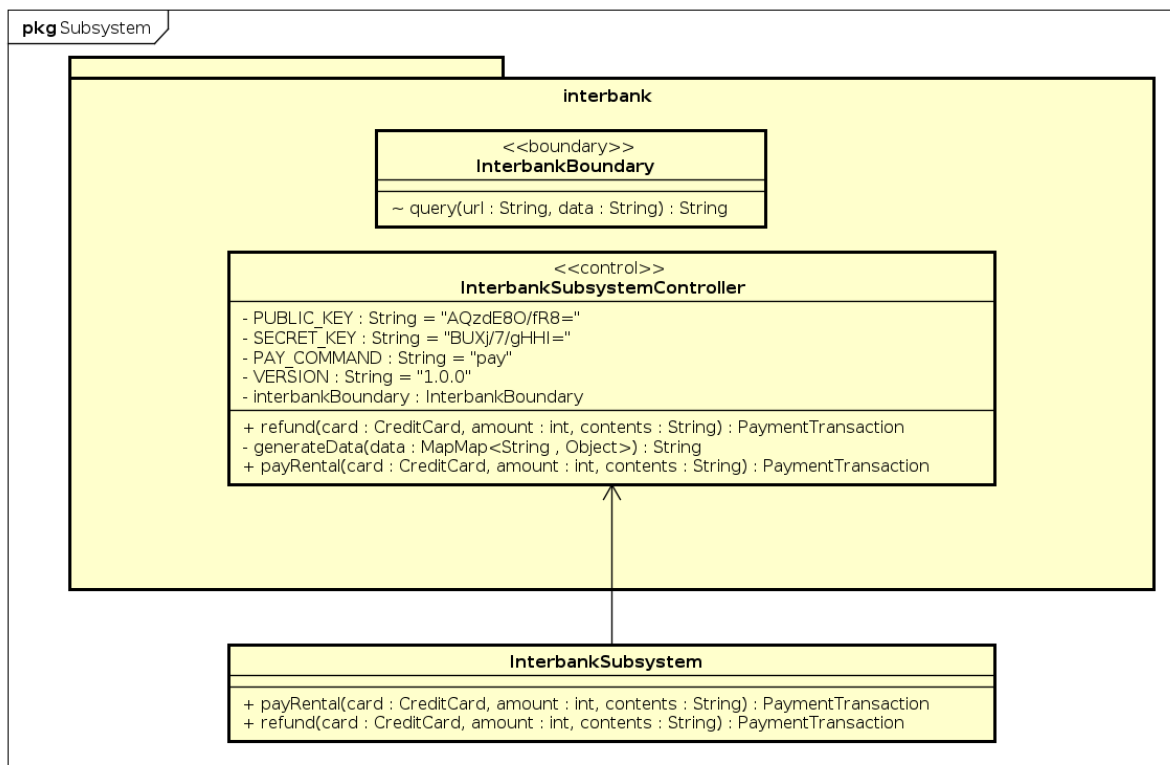 pkg Subsystem
interbank
<<boundary>>
InterbankBoundary
~ query(url : String, data : String) : String
<<control>>
InterbankSubsystemController
- PUBLIC_KEY : String = "AQzdE8O/fR8="
- SECRET_KEY : String = "BUXj/7/gHHI="
- PAY_COMMAND : String = "pay"
- VERSION : String = "1.0.0"
- interbankBoundary : InterbankBoundary
+ refund(card : CreditCard, amount : int, contents : String) : PaymentTransaction
- generateData(data : MapMap<String , Object>) : String
+ payRental(card : CreditCard, amount : int, contents : String) : PaymentTransaction
InterbankSubsystem
+ payRental(card : CreditCard, amount : int, contents : String) : PaymentTransaction
+ refund(card : CreditCard, amount : int, contents : String) : PaymentTransaction